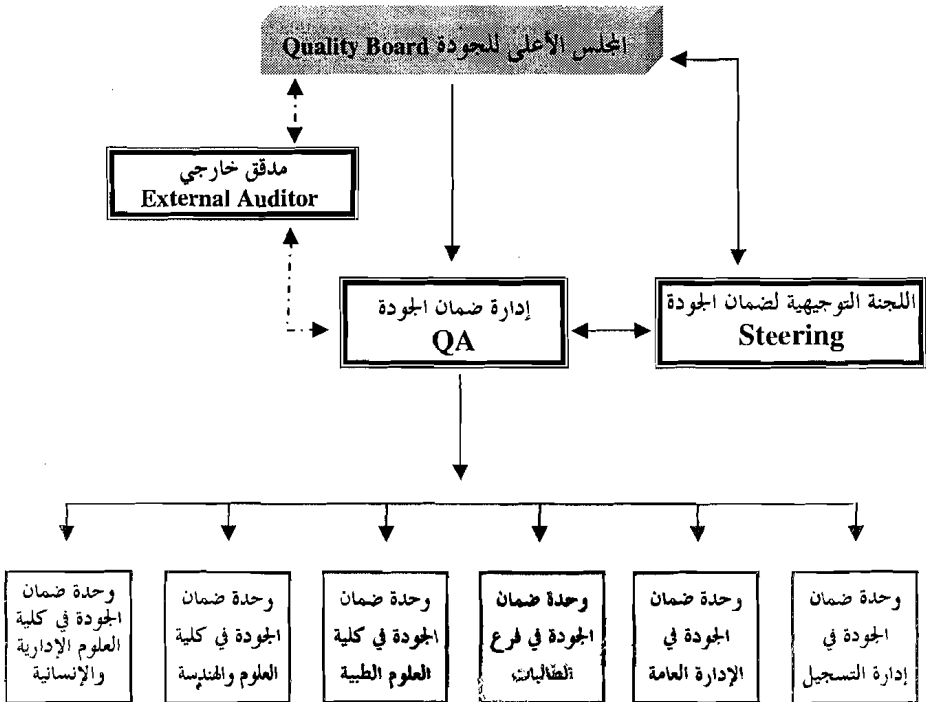 المجلس الأعلى للجودة Quality Board
مدقق خارجي
External Auditor
اللجنة التوجيهية لضمان الجودة
Steering
إدارة ضمان الجودة
QA
وحدة ضمان
الجودة في
إدارة التسجيل
وحدة ضمان
الجودة في
الإدارة العامة
وحدة ضمان
الجودة في فرع
الطالبات
وحدة ضمان
الجودة في كلية
العلوم الطبية
وحدة ضمان
الجودة في كلية
العلوم والهندسة
وحدة ضمان
الجودة في كلية
العلوم الإدارية
والإنسانية